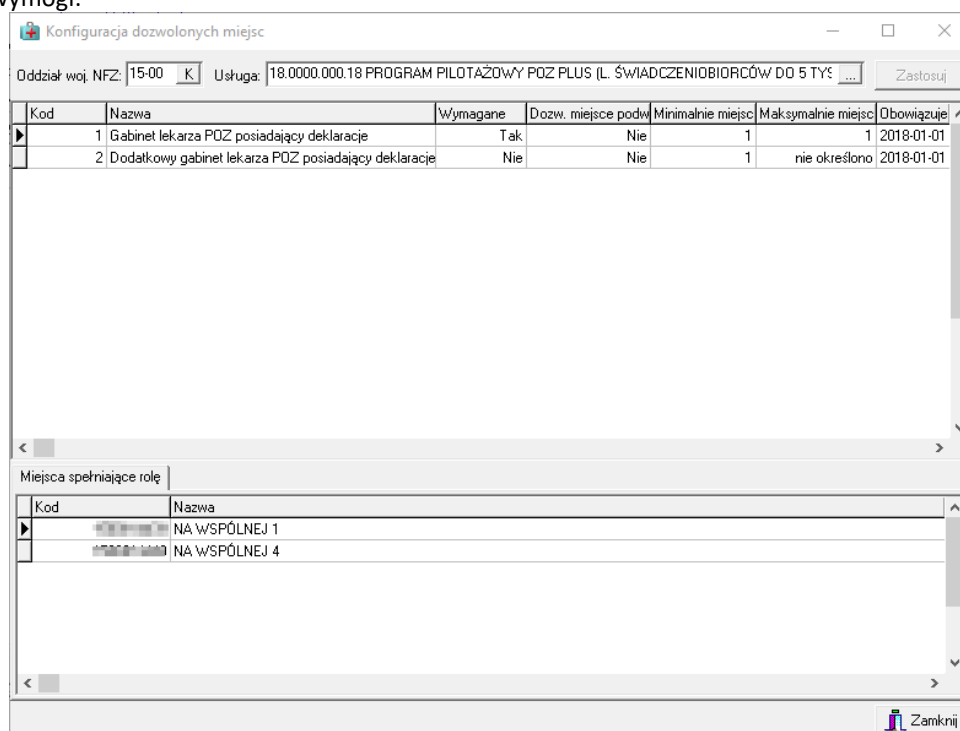 wymogi.
Konfiguracja dozwolonych miejsc
Oddział woj. NFZ: 15-00 K Usługa: 18.0000.000.18 PROGRAM PILOTAŻOWY POZ PLUS (L. ŚWIADCZENIOBIORCÓW DO 5 TYS ... Zastosuj
Kod Nazwa Wymagane Dozw. miejsce podw Minimalnie miejsc Maksymalnie miejsc Obowiązuje
1 Gabinet lekarza POZ posiadający deklaracje Tak Nie 1 1 2018-01-01
2 Dodatkowy gabinet lekarza POZ posiadający deklaracje Nie Nie 1 nie określono 2018-01-01
Miejsca spełniające rolę
Kod Nazwa
NA WSPÓLNEJ 1
NA WSPÓLNEJ 4
Zamknij